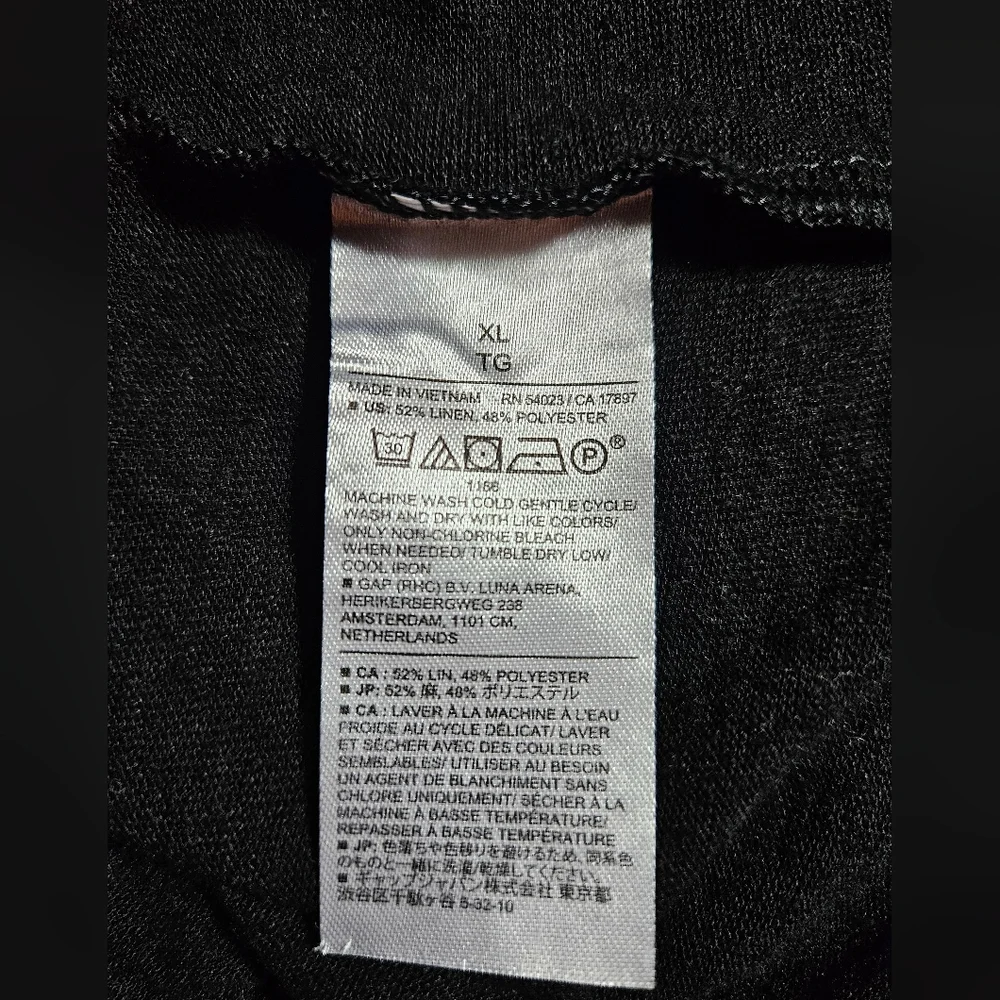 XL
TG
MADE IN VIETNAM RN 54023 / CA 17897
■ US: 52% LINEN, 48% POLYESTER
30 P ®
1166
MACHINE WASH COLD GENTLE CYCLE/
WASH AND DRY WITH LIKE COLORS/
ONLY NON-CHLORINE BLEACH
WHEN NEEDED/ TUMBLE DRY LOW/
COOL IRON
■ GAP (RHC) B.V. LUNA ARENA,
HERIKERBERGWEG 238
AMSTERDAM, 1101 CM,
NETHERLANDS
■ CA : 52% LIN, 48% POLYESTER
■ JP: 52% 麻, 48% ポリエステル
■ CA : LAVER À LA MACHINE À L'EAU
FROIDE AU CYCLE DÉLICAT/ LAVER
ET SÉCHER AVEC DES COULEURS
SEMBLABLES/ UTILISER AU BESOIN
UN AGENT DE BLANCHIMENT SANS
CHLORE UNIQUEMENT/ SÉCHER À LA
MACHINE À BASSE TEMPÉRATURE/
REPASSER À BASSE TEMPÉRATURE
■ JP: 色落ちや色移りを避けるため, 同系色
のものと一緒に洗濯/乾燥してください.
■ ギャップジャパン株式会社 東京都
渋谷区千駄ヶ谷 5-32-10